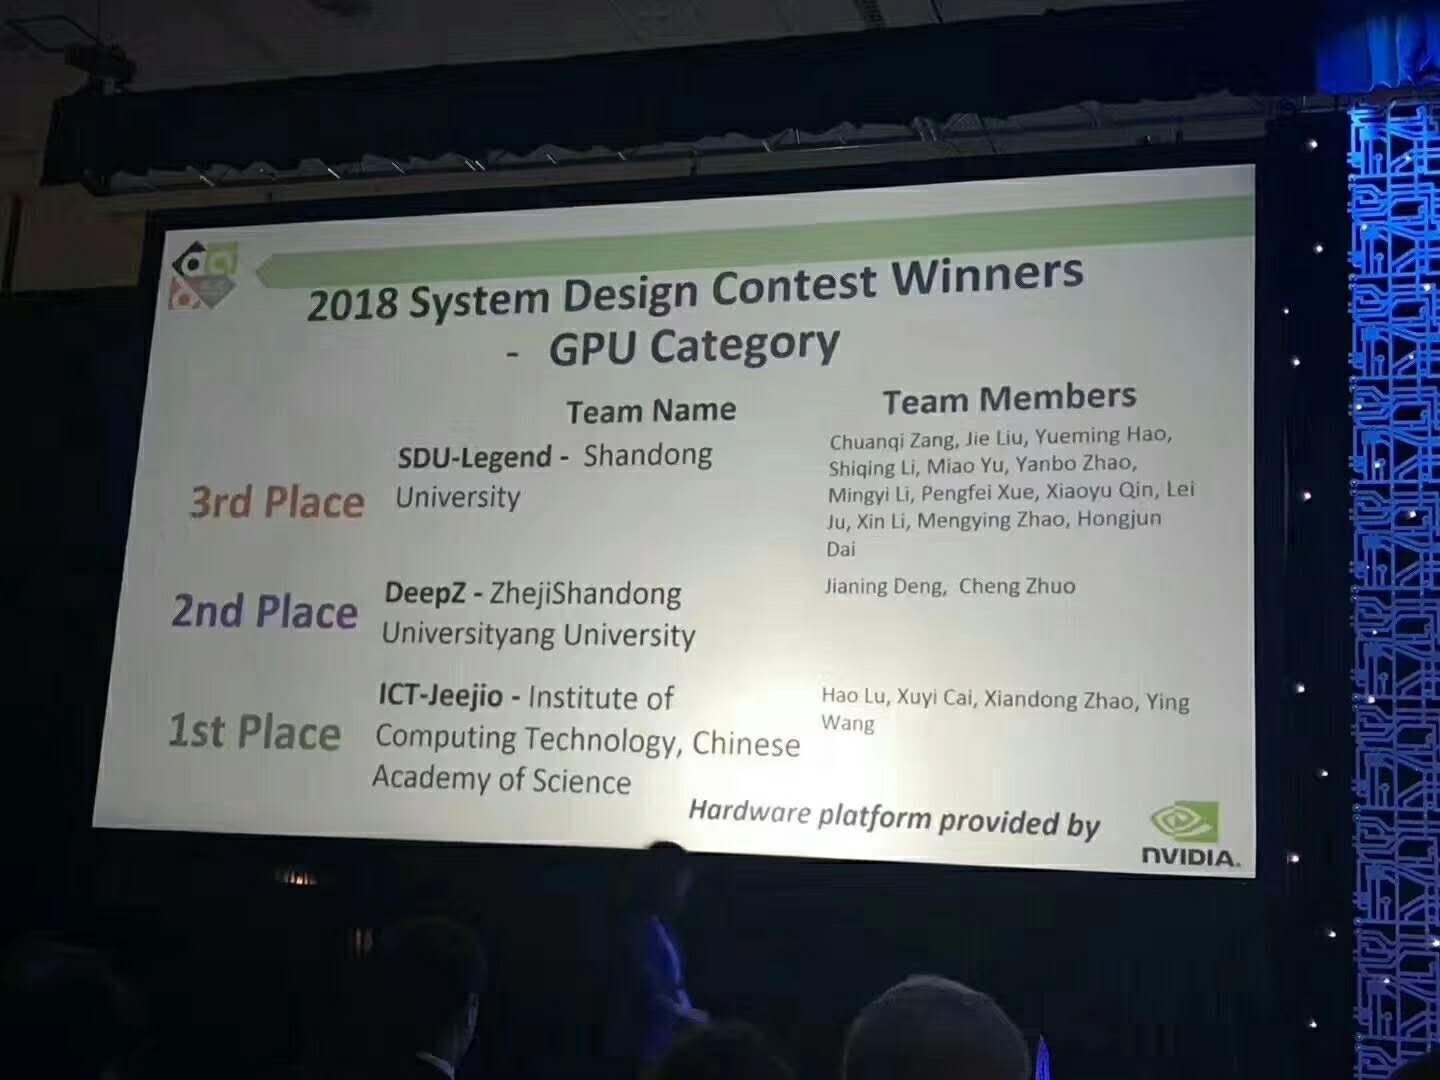 2018 System Design Contest Winners
- GPU Category
Team Name
Team Members
3rd Place
SDU-Legend - Shandong
University
Chuanqi Zang, Jie Liu, Yueming Hao,
Shiqing Li, Miao Yu, Yanbo Zhao,
Mingyi Li, Pengfei Xue, Xiaoyu Qin, Lei
Ju, Xin Li, Mengying Zhao, Hongjun
Dai
2nd Place
DeepZ - ZhejiShandong
Universityang University
Jianing Deng, Cheng Zhuo
1st Place
ICT-Jeejio - Institute of
Computing Technology, Chinese
Academy of Science
Hao Lu, Xuyi Cai, Xiandong Zhao, Ying
Wang
Hardware platform provided by
NVIDIA.